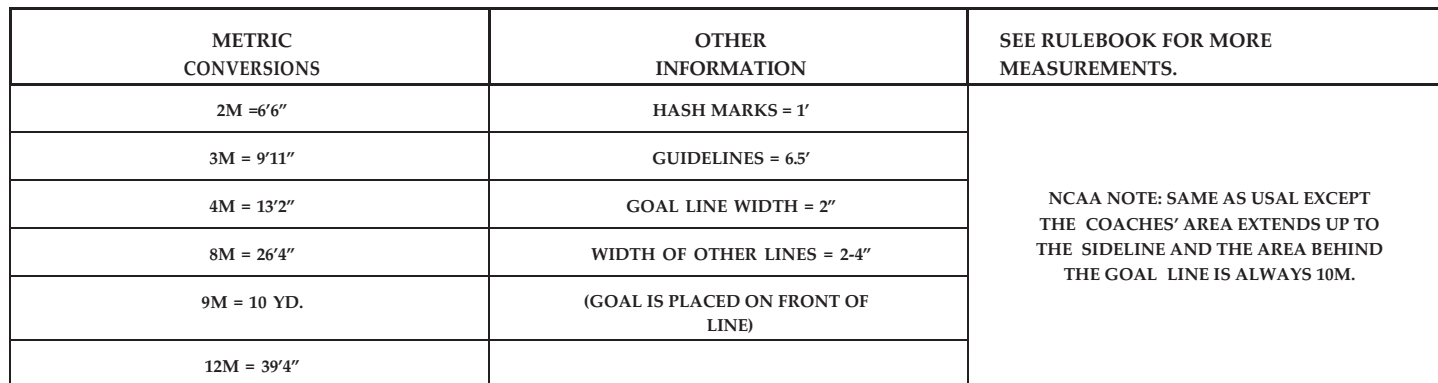 METRIC
CONVERSIONS
OTHER
INFORMATION
SEE RULEBOOK FOR MORE
MEASUREMENTS.
2M =6’6”
HASH MARKS = 1’
3M = 9’11”
GUIDELINES = 6.5’
4M = 13’2”
GOAL LINE WIDTH = 2”
8M = 26’4”
WIDTH OF OTHER LINES = 2-4”
9M = 10 YD.
(GOAL IS PLACED ON FRONT OF
LINE)
12M = 39’4”
NCAA NOTE: SAME AS USAL EXCEPT
THE COACHES’ AREA EXTENDS UP TO
THE SIDELINE AND THE AREA BEHIND
THE GOAL LINE IS ALWAYS 10M.